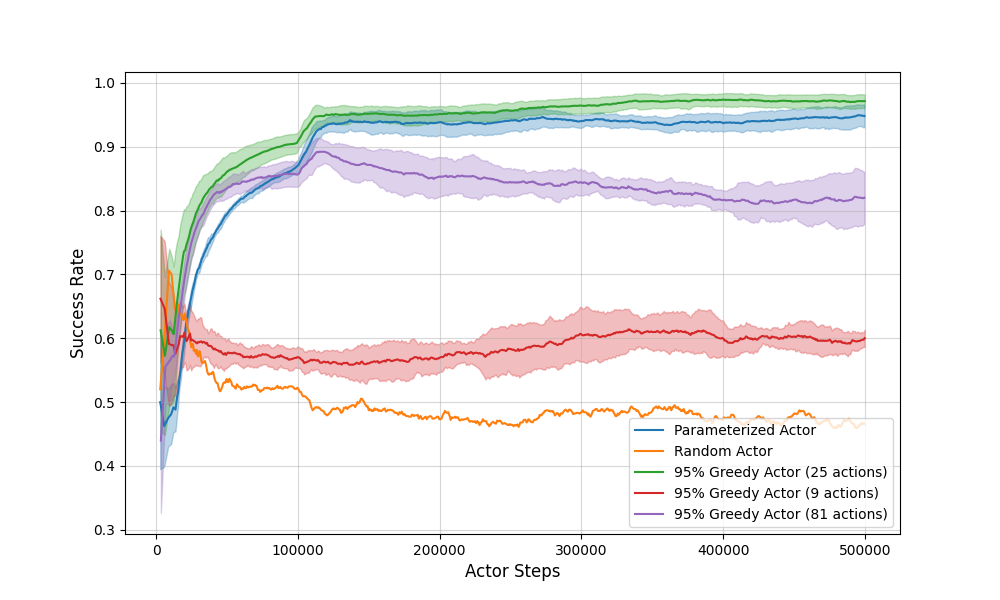 1.0
0.9
0.8
0.7
0.6
0.5
0.4
0.3
Success Rate
Parameterized Actor
Random Actor
95% Greedy Actor (25 actions)
95% Greedy Actor (9 actions)
95% Greedy Actor (81 actions)
0 100000 200000 300000 400000 500000
Actor Steps